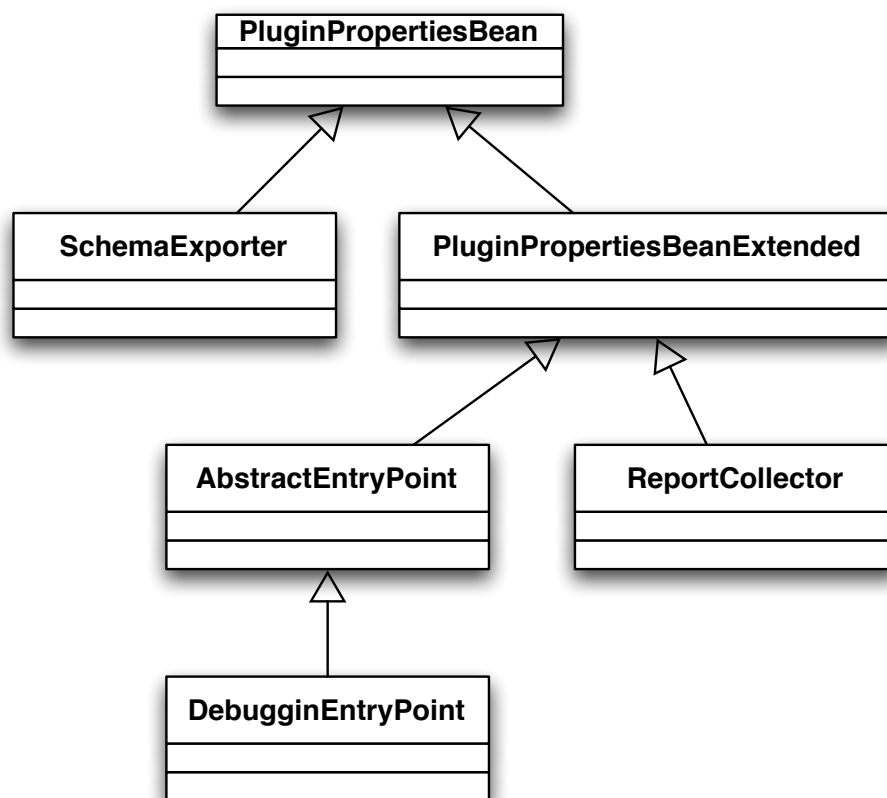 PluginPropertiesBean
SchemaExporter
PluginPropertiesBeanExtended
AbstractEntryPoint
ReportCollector
DebugginEntryPoint